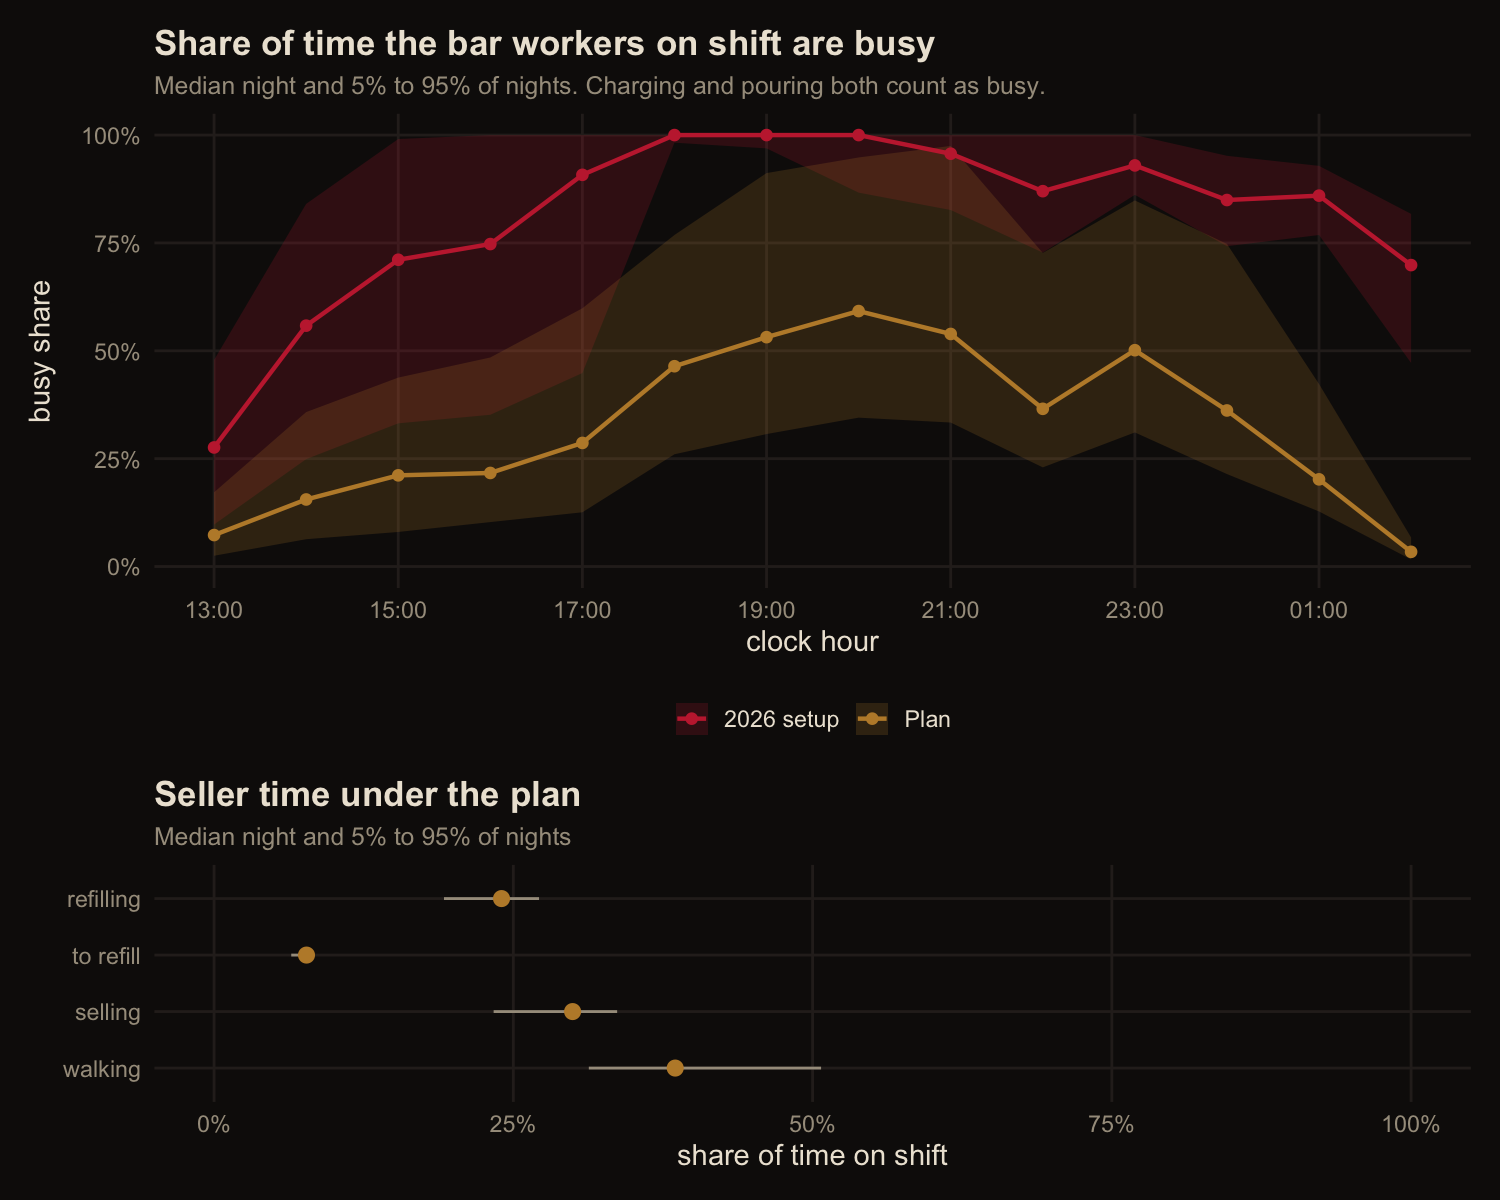 Share of time the bar workers on shift are busy
Median night and 5% to 95% of nights. Charging and pouring both count as busy.
100%
75%
50%
25%
0%
busy share
13:00 15:00 17:00 19:00 21:00 23:00 01:00
clock hour
2026 setup Plan
Seller time under the plan
Median night and 5% to 95% of nights
refilling
to refill
selling
walking
0% 25% 50% 75% 100%
share of time on shift